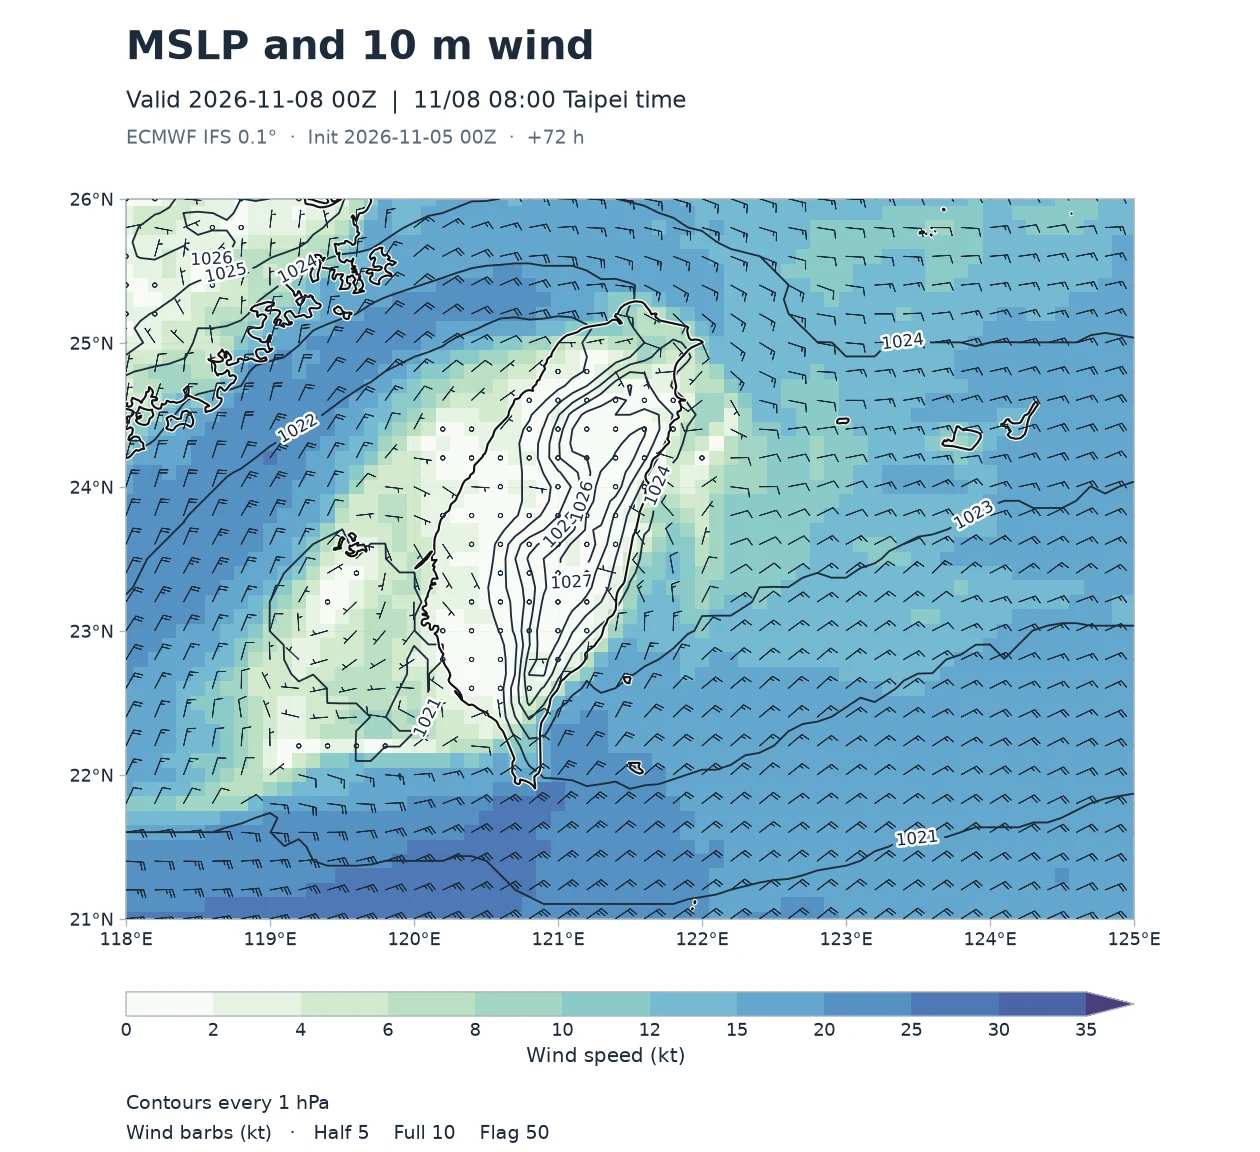 MSLP and 10 m wind
Valid 2026-11-08 00Z | 11/08 08:00 Taipei time
ECMWF IFS 0.1° · Init 2026-11-05 00Z · +72 h
26°N
25°N
24°N
23°N
22°N
21°N
1026
1025
1024
1024
1022
1024
1026
1025
1027
1023
1021
1021
118°E 119°E 120°E 121°E 122°E 123°E 124°E 125°E
0 2 4 6 8 10 12 15 20 25 30 35
Wind speed (kt)
Contours every 1 hPa
Wind barbs (kt) · Half 5 Full 10 Flag 50